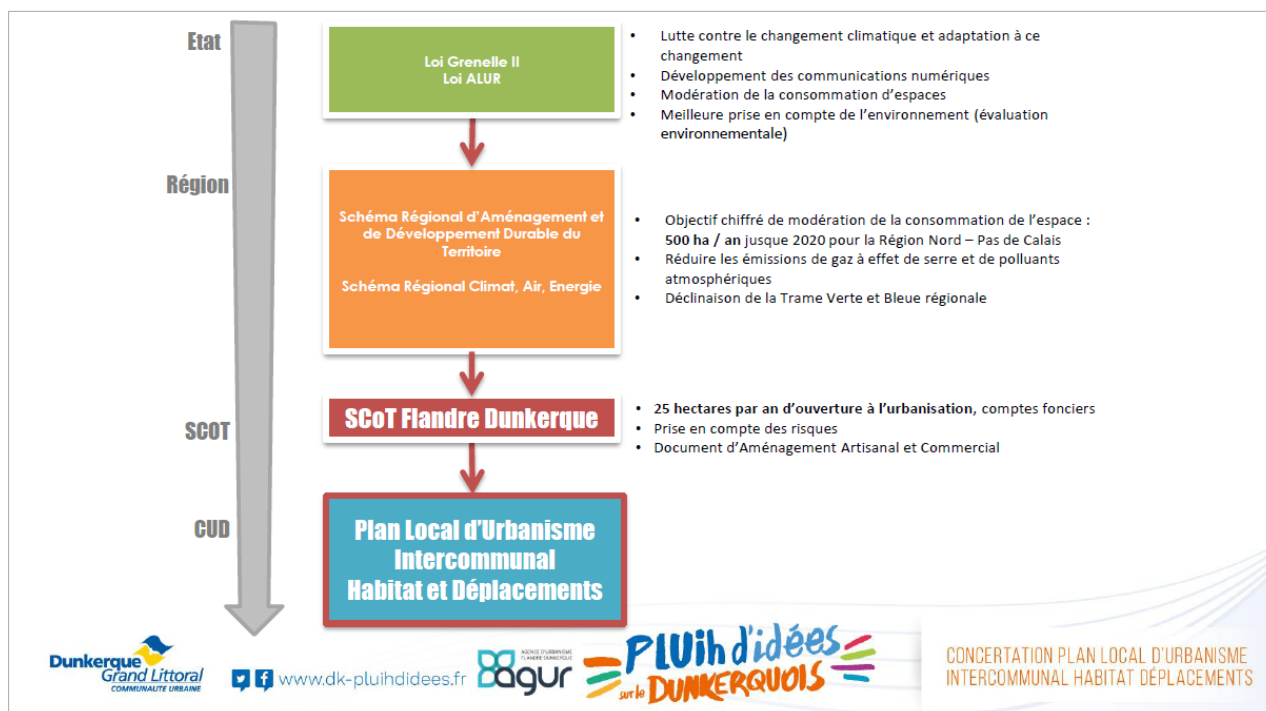 Etat
Loi Grenelle II
Loi ALUR
• Lutte contre le changement climatique et adaptation à ce
changement
• Développement des communications numériques
• Modération de la consommation d'espaces
• Meilleure prise en compte de l'environnement (évaluation
environnementale)
Région
Schéma Régional d'Aménagement et
de Développement Durable du
Territoire
Schéma Régional Climat, Air, Energie
• Objectif chiffré de modération de la consommation de l'espace :
500 ha / an jusque 2020 pour la Région Nord – Pas de Calais
• Réduire les émissions de gaz à effet de serre et de polluants
atmosphériques
• Déclinaison de la Trame Verte et Bleue régionale
SCOT
SCoT Flandre Dunkerque
• 25 hectares par an d'ouverture à l'urbanisation, comptes fonciers
• Prise en compte des risques
• Document d'Aménagement Artisanal et Commercial
CUD
Plan Local d'Urbanisme
Intercommunal
Habitat et Déplacements
Dunkerque
Grand Littoral
COMMUNAUTE URBAINE
www.dk-pluihdidees.fr
AGENCE D'URBANISME
FLANDRE DUNKERQUE
agur
PLUih d'idées
sur le DUNKERQUOIS
CONCERTATION PLAN LOCAL D'URBANISME
INTERCOMMUNAL HABITAT DÉPLACEMENTS